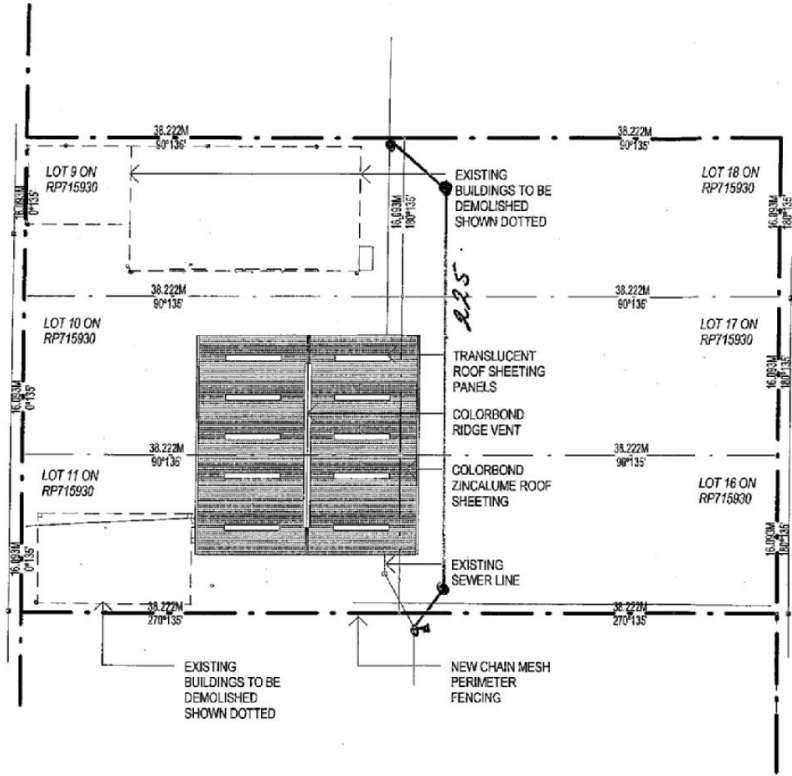 38.222M
90°135'
38.222M
90°135'
LOT 9 ON
RP715930
EXISTING
BUILDINGS TO BE
DEMOLISHED
SHOWN DOTTED
LOT 18 ON
RP715930
16.093M
0°135'
16.093M
180°135'
16.093M
180°135'
225
38.222M
90°135'
38.222M
90°135'
LOT 10 ON
RP715930
LOT 17 ON
RP715930
TRANSLUCENT
ROOF SHEETING
PANELS
16.093M
0°135'
16.093M
180°135'
COLORBOND
RIDGE VENT
38.222M
90°135'
38.222M
90°135'
LOT 11 ON
RP715930
COLORBOND
ZINCALUME ROOF
SHEETING
LOT 16 ON
RP715930
16.093M
0°135'
16.093M
180°135'
EXISTING
SEWER LINE
38.222M
270°135'
38.222M
270°135'
EXISTING
BUILDINGS TO BE
DEMOLISHED
SHOWN DOTTED
NEW CHAIN MESH
PERIMETER
FENCING